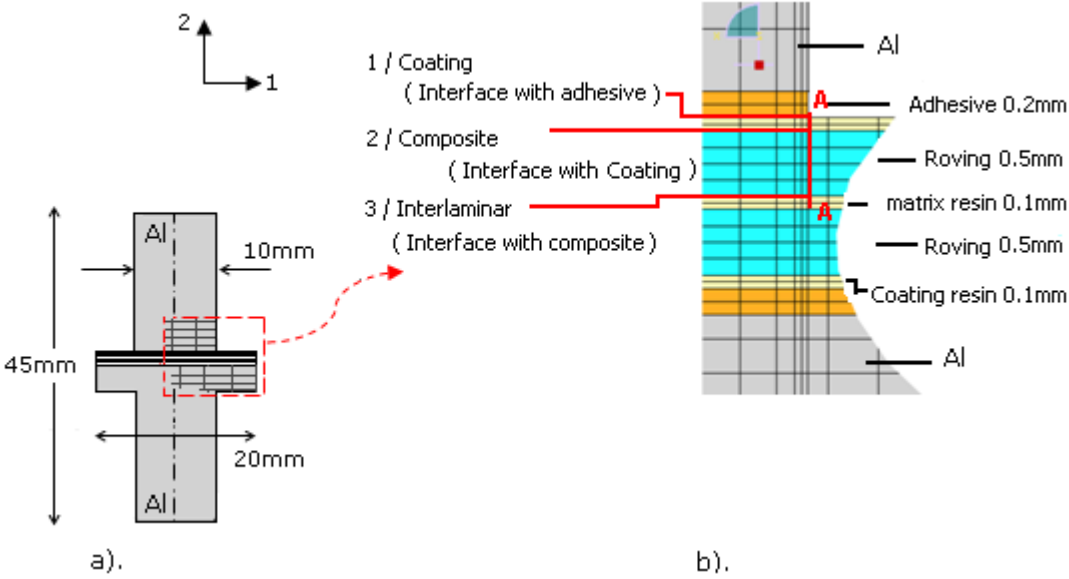 2
1
Al
10mm
45mm
20mm
Al
a).
1 / Coating
( Interface with adhesive )
2 / Composite
( Interface with Coating )
3 / Interlaminar
( Interface with composite )
Al
A
Adhesive 0.2mm
Roving 0.5mm
matrix resin 0.1mm
A
Roving 0.5mm
Coating resin 0.1mm
Al
b).